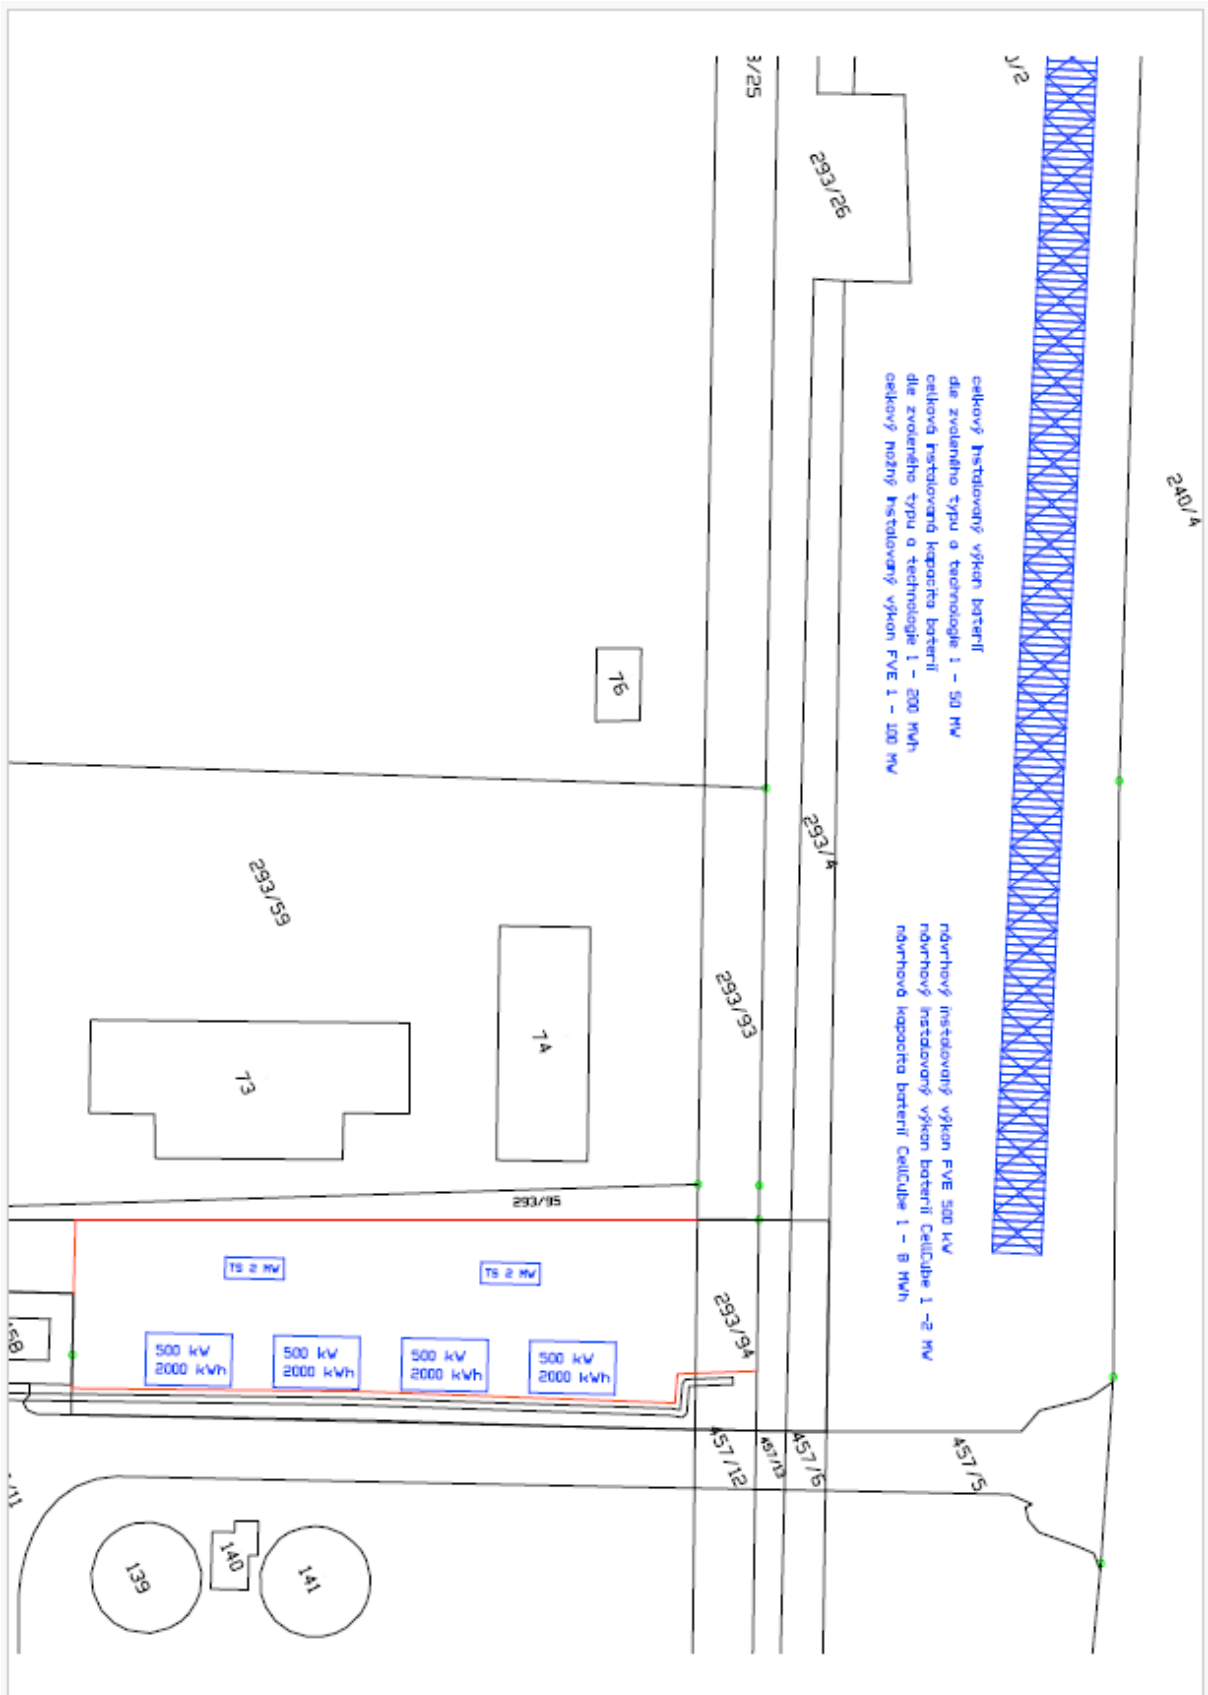 3/25
293/26
240/4
celkový instalovaný výkon baterií
dle zvoleného typu a technologie 1 - 50 MW
celková instalovaná kapacita baterií
dle zvoleného typu a technologie 1 - 200 MWh
celkový možný instalovaný výkon FVE 1 - 100 MW
76
293/4
293/59
návrhový instalovaný výkon FVE 500 kW
návrhový instalovaný výkon baterií CellCube 1 -2 MW
návrhová kapacita baterií CellCube 1 - 8 MWh
293/93
74
73
293/95
TS 2 MW
TS 2 MW
293/94
500 kW
2000 kWh
500 kW
2000 kWh
500 kW
2000 kWh
500 kW
2000 kWh
457/12
457/13
457/6
457/5
139
140
141